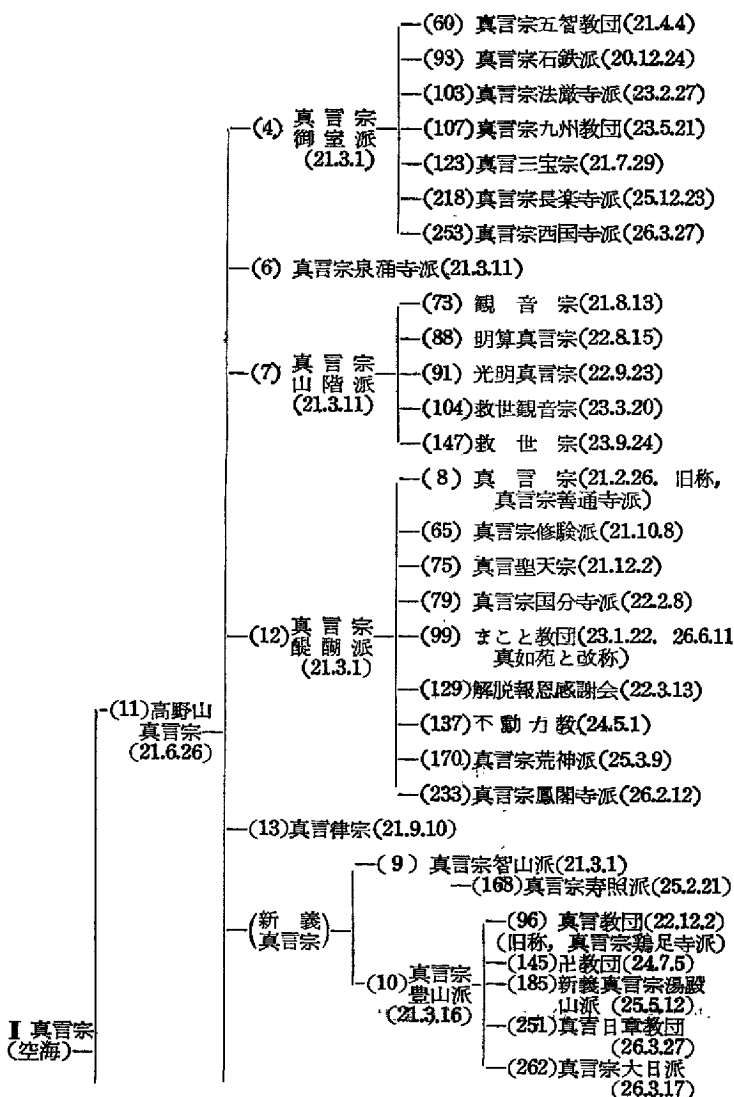 (60) 真言宗五智教団(21.4.4)
(93) 真言宗石鉄派(20.12.24)
(103)真言宗法厳寺派(23.2.27)
(4) 真言宗御室派(21.3.1)
(107)真言宗九州教団(23.5.21)
(123)真言三宝宗(21.7.29)
(218)真言宗長楽寺派(25.12.23)
(253)真言宗西国寺派(26.3.27)
(6) 真言宗泉涌寺派(21.3.11)
(73) 観音宗(21.8.13)
(88) 明算真言宗(22.8.15)
(7) 真言宗山階派(21.3.11)
(91) 光明真言宗(22.9.23)
(104)救世観音宗(23.3.20)
(147)救世宗(23.9.24)
(8) 真言宗(21.2.26. 旧称,
真言宗善通寺派)
(65) 真言宗修験派(21.10.8)
(75) 真言聖天宗(21.12.2)
(79) 真言宗国分寺派(22.2.8)
(12)真言宗醍醐派(21.3.1)
(99) まこと教団(23.1.22. 26.6.11
真如苑と改称)
(129)解脱報恩感謝会(22.3.13)
(11)高野山
真言宗
(21.6.26)
(137)不動力教(24.5.1)
(170)真言宗荒神派(25.3.9)
(233)真言宗鳳閣寺派(26.2.12)
(13)真言律宗(21.9.10)
(9) 真言宗智山派(21.3.1)
(168)真言宗寿照派(25.2.21)
(新義
真言宗)
(96) 真言教団(22.12.2)
(旧称, 真言宗鶏足寺派)
(145)卍教団(24.7.5)
(10)真言宗
豊山派
(21.3.16)
(185)新義真言宗湯殿
山派 (25.5.12)
(251)真言日章教団
(26.3.27)
(262)真言宗大日派
(26.3.17)
Ⅱ 真言宗
(空海)